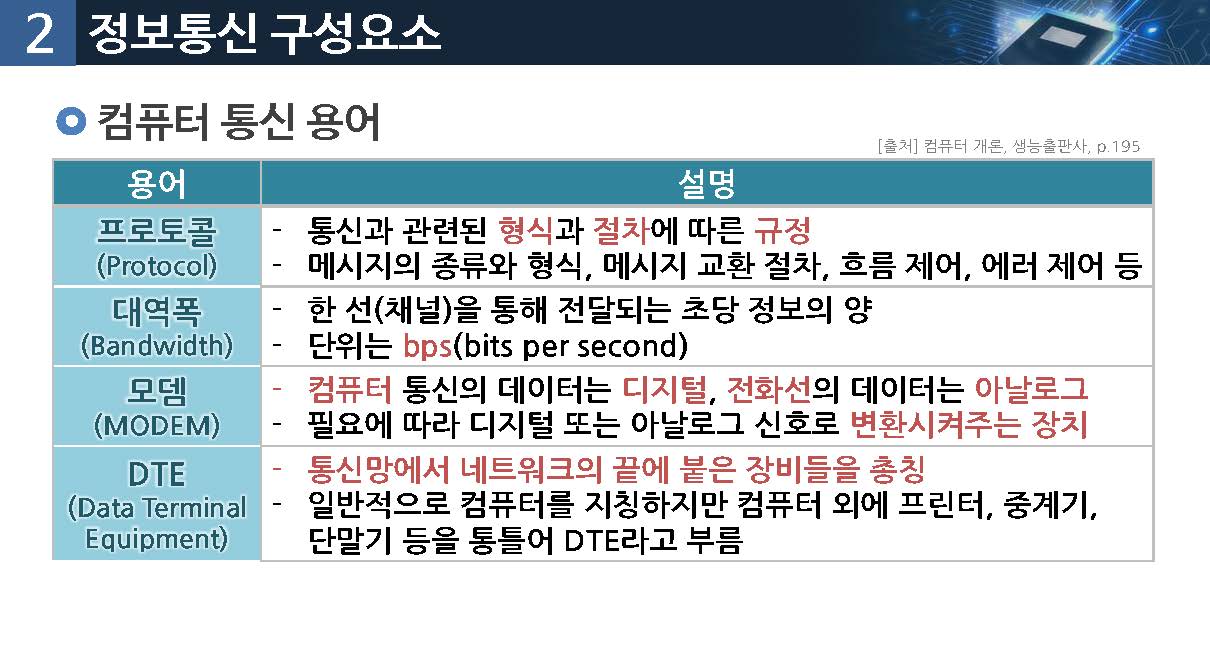 2 정보통신 구성요소
컴퓨터 통신 용어
[출처] 컴퓨터 개론, 생능출판사, p.195
용어 설명
프로토콜
(Protocol)
- 통신과 관련된 형식과 절차에 따른 규정
- 메시지의 종류와 형식, 메시지 교환 절차, 흐름 제어, 에러 제어 등
대역폭
(Bandwidth)
- 한 선(채널)을 통해 전달되는 초당 정보의 양
- 단위는 bps(bits per second)
모뎀
(MODEM)
- 컴퓨터 통신의 데이터는 디지털, 전화선의 데이터는 아날로그
- 필요에 따라 디지털 또는 아날로그 신호로 변환시켜주는 장치
DTE
(Data Terminal
Equipment)
- 통신망에서 네트워크의 끝에 붙은 장비들을 총칭
- 일반적으로 컴퓨터를 지칭하지만 컴퓨터 외에 프린터, 중계기,
단말기 등을 통틀어 DTE라고 부름